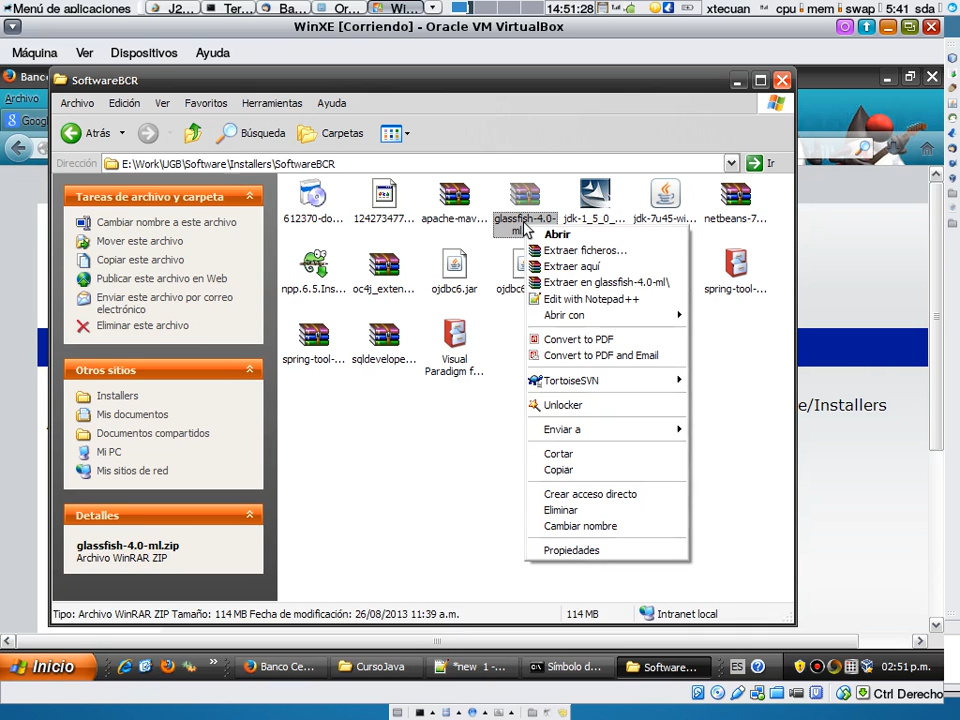 Menú de aplicaciones J2... Ter... Ba... Or... Wi... 14:51:28 xtecuan cpu mem swap 5:41 sda
WinXE [Corriendo] - Oracle VM VirtualBox
Máquina Ver Dispositivos Ayuda
Banco
SoftwareBCR
Archivo
Archivo Edición Ver Favoritos Herramientas Ayuda
Goog
Atrás Búsqueda Carpetas
Dirección E:\Work\UGB\Software\Installers\SoftwareBCR Ir
Tareas de archivo y carpeta
Cambiar nombre a este archivo
Mover este archivo
Copiar este archivo
Publicar este archivo en Web
Enviar este archivo por correo electrónico
Eliminar este archivo
Otros sitios
Installers
Mis documentos
Documentos compartidos
Mi PC
Mis sitios de red
Detalles
glassfish-4.0-ml.zip
Archivo WinRAR ZIP
612370-do... 124273477... apache-mav... glassfish-4.0- jdk-1_5_0_... jdk-7u45-wi... netbeans-7...
ml
npp.6.5.Ins... oc4j_exten... ojdbc6.jar ojdbc spring-tool-...
spring-tool-... sqldevelope... Visual
Paradigm f...
Abrir
Extraer ficheros...
Extraer aquí
Extraer en glassfish-4.0-ml\
Edit with Notepad++
Abrir con
Convert to PDF
Convert to PDF and Email
TortoiseSVN
Unlocker
Enviar a
Cortar
Copiar
Crear acceso directo
Eliminar
Cambiar nombre
Propiedades
e/Installers
Tipo: Archivo WinRAR ZIP Tamaño: 114 MB Fecha de modificación: 26/08/2013 11:39 a.m. 114 MB Intranet local
Inicio Banco Ce... CursoJava *new 1 -... Símbolo d... Software... ES 02:51 p.m.
Ctrl Derecho